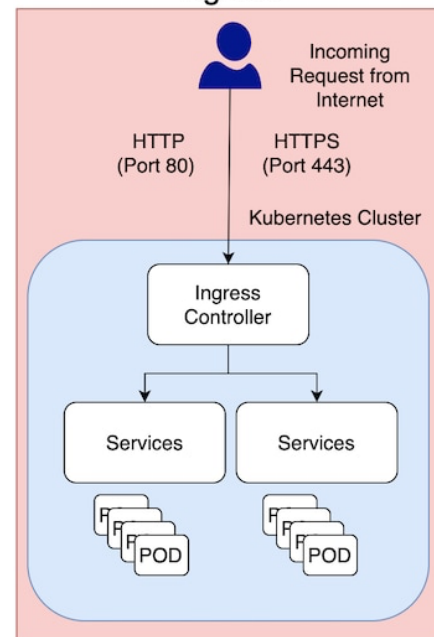 Incoming
Request from
Internet
HTTP
(Port 80)
HTTPS
(Port 443)
Kubernetes Cluster
Ingress
Controller
Services
Services
POD
POD